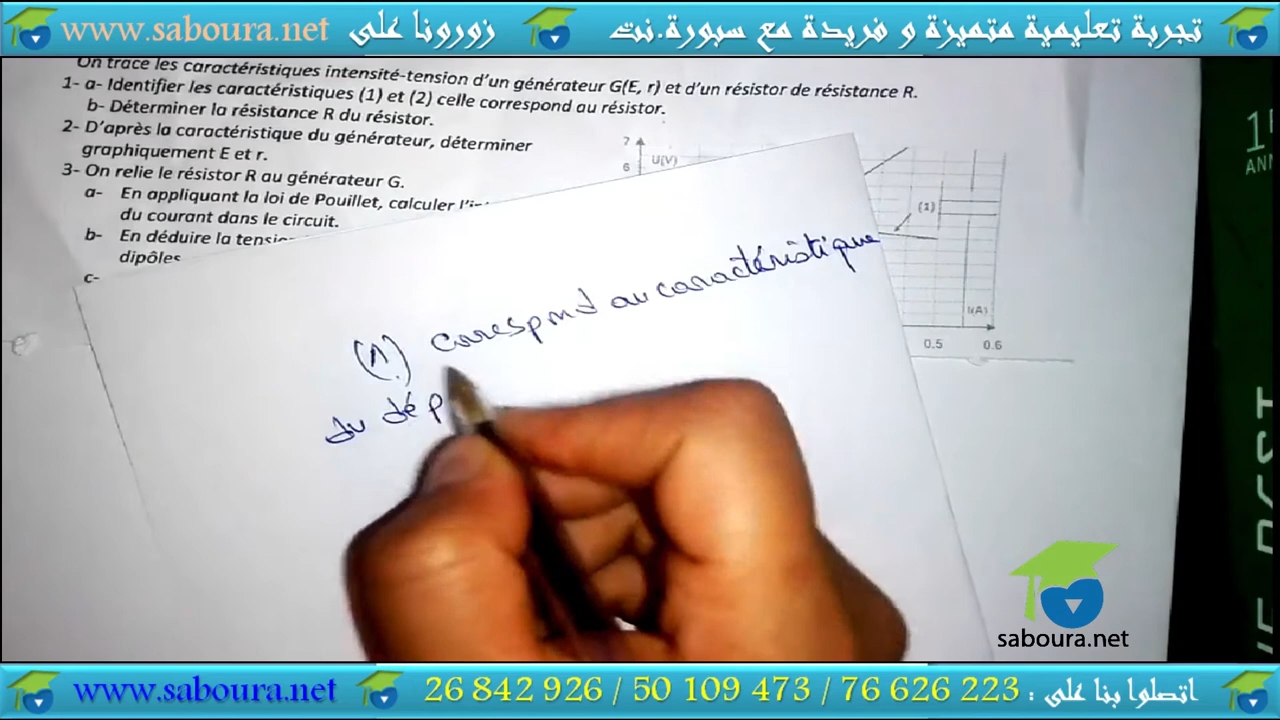 www.saboura.net زورونا على تجربة تعليمية متميزة و فريدة مع سبورة.نت
On trace les caractéristiques intensité-tension d'un générateur G(E, r) et d'un résistor de résistance R.
1- a- Identifier les caractéristiques (1) et (2) celle correspond au résistor.
b- Déterminer la résistance R du résistor.
2- D'après la caractéristique du générateur, déterminer
graphiquement E et r.
3- On relie le résistor R au générateur G.
a- En appliquant la loi de Pouillet, calculer
du courant dans le circuit.
b- En déduire la
dipôles
c-
7
U(V)
6
(1)
I(A)
0.5 0.6
(1) corespond au caractéristique
du dép
1
ANN
saboura.net
www.saboura.net 26 842 926 / 50 109 473 / 76 626 223 : اتصلوا بنا على